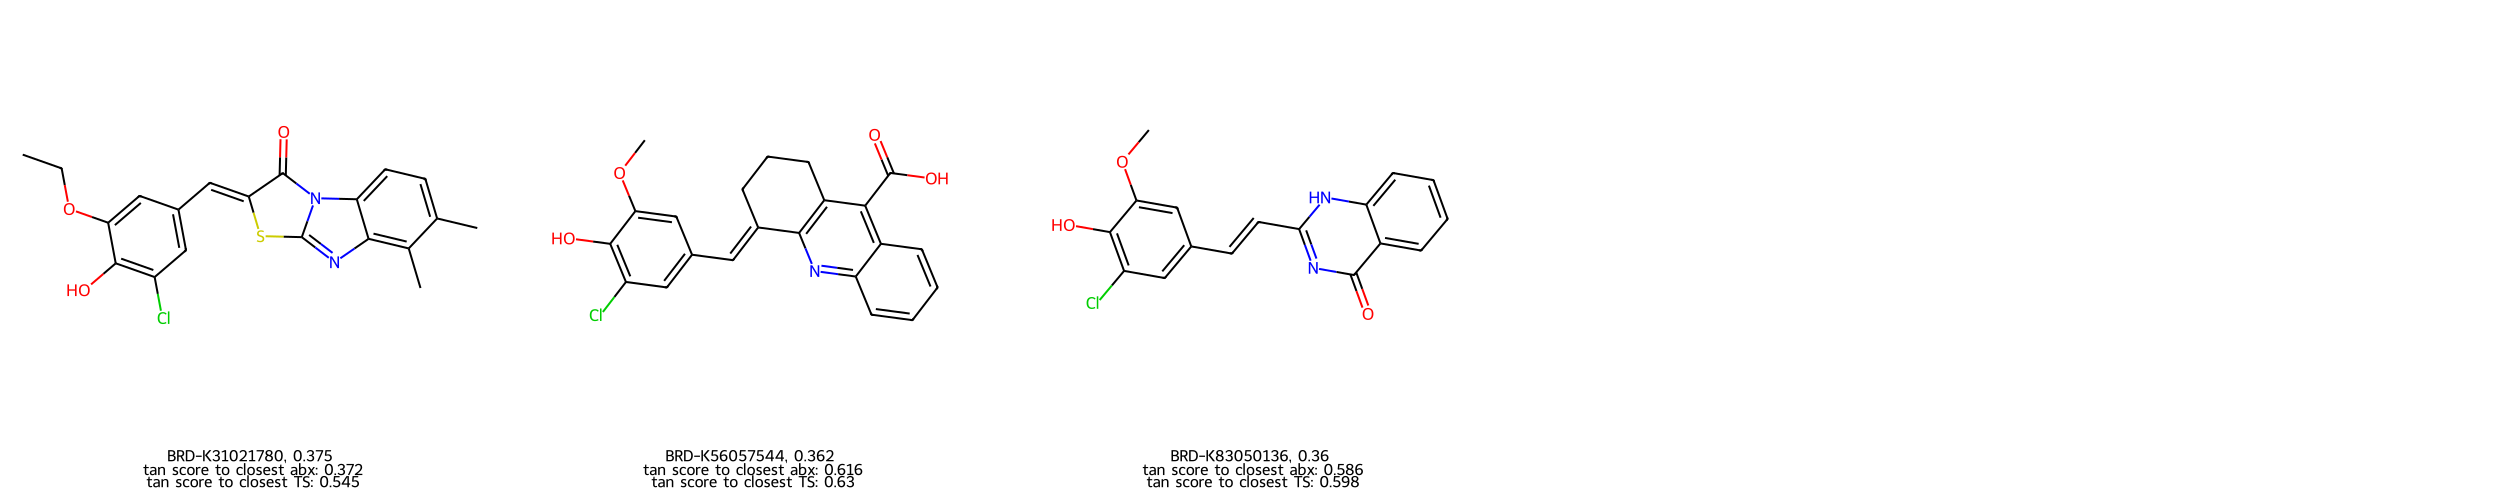 O
O
HO
Cl
O
N
S
N
O
HO
Cl
O
OH
N
O
HO
Cl
HN
N
O
BRD-K31021780, 0.375
tan score to closest abx: 0.372
tan score to closest TS: 0.545
BRD-K56057544, 0.362
tan score to closest abx: 0.616
tan score to closest TS: 0.63
BRD-K83050136, 0.36
tan score to closest abx: 0.586
tan score to closest TS: 0.598